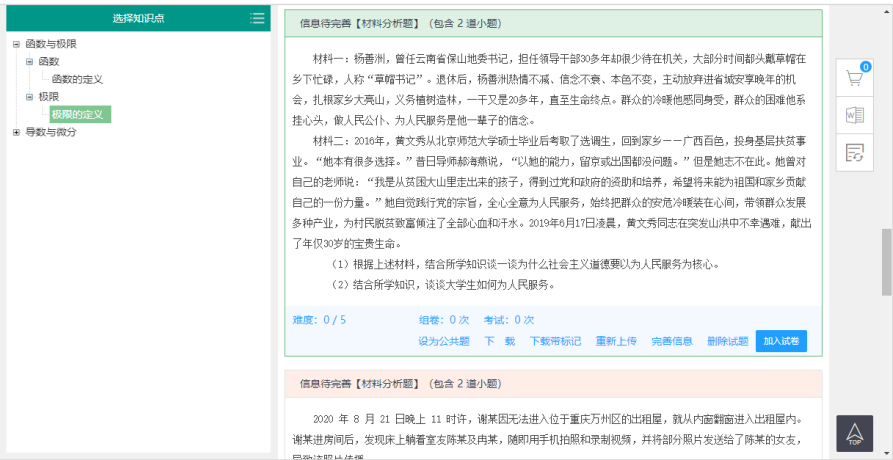 选择知识点
函数与极限
函数
函数的定义
极限
极限的定义
导数与微分
信息待完善【材料分析题】（包含 2 道小题）
材料一：杨善洲，曾任云南省保山地委书记，担任领导干部30多年却很少待在机关，大部分时间都头戴草帽在
乡下忙碌，人称“草帽书记”。退休后，杨善洲热情不减、信念不衰、本色不变，主动放弃进省城安享晚年的机
会，扎根家乡大亮山，义务植树造林，一干又是20多年，直至生命终点。群众的冷暖他感同身受，群众的困难他系
挂心头，做人民公仆、为人民服务是他一辈子的信念。
材料二：2016年，黄文秀从北京师范大学硕士毕业后考取了选调生，回到家乡——广西百色，投身基层扶贫事
业。“她本有很多选择。”昔日导师郝海燕说，“以她的能力，留京或出国都没问题。”但是她志不在此。她曾对
自己的老师说：“我是从贫困大山里走出来的孩子，得到过党和政府的资助和培养，希望将来能为祖国和家乡贡献
自己的一份力量。”她自觉践行党的宗旨，全心全意为人民服务，始终把群众的安危冷暖装在心间，带领群众发展
多种产业，为村民脱贫致富倾注了全部心血和汗水。2019年6月17日凌晨，黄文秀同志在突发山洪中不幸遇难，献出
了年仅30岁的宝贵生命。
（1）根据上述材料，结合所学知识谈一谈为什么社会主义道德要以为人民服务为核心。
（2）结合所学知识，谈谈大学生如何为人民服务。
难度：0 / 5 组卷：0 次 考试：0 次
设为公共题 下 载 下载带标记 重新上传 完善信息 删除试题 加入试卷
信息待完善【材料分析题】（包含 2 道小题）
2020 年 8 月 21 日晚上 11 时许，谢某因无法进入位于重庆万州区的出租屋，就从内窗翻窗进入出租屋内。
谢某进房间后，发现床上躺着室友陈某及冉某，随即用手机拍照和录制视频，并将部分照片发送给了陈某的女友，
0
TOP